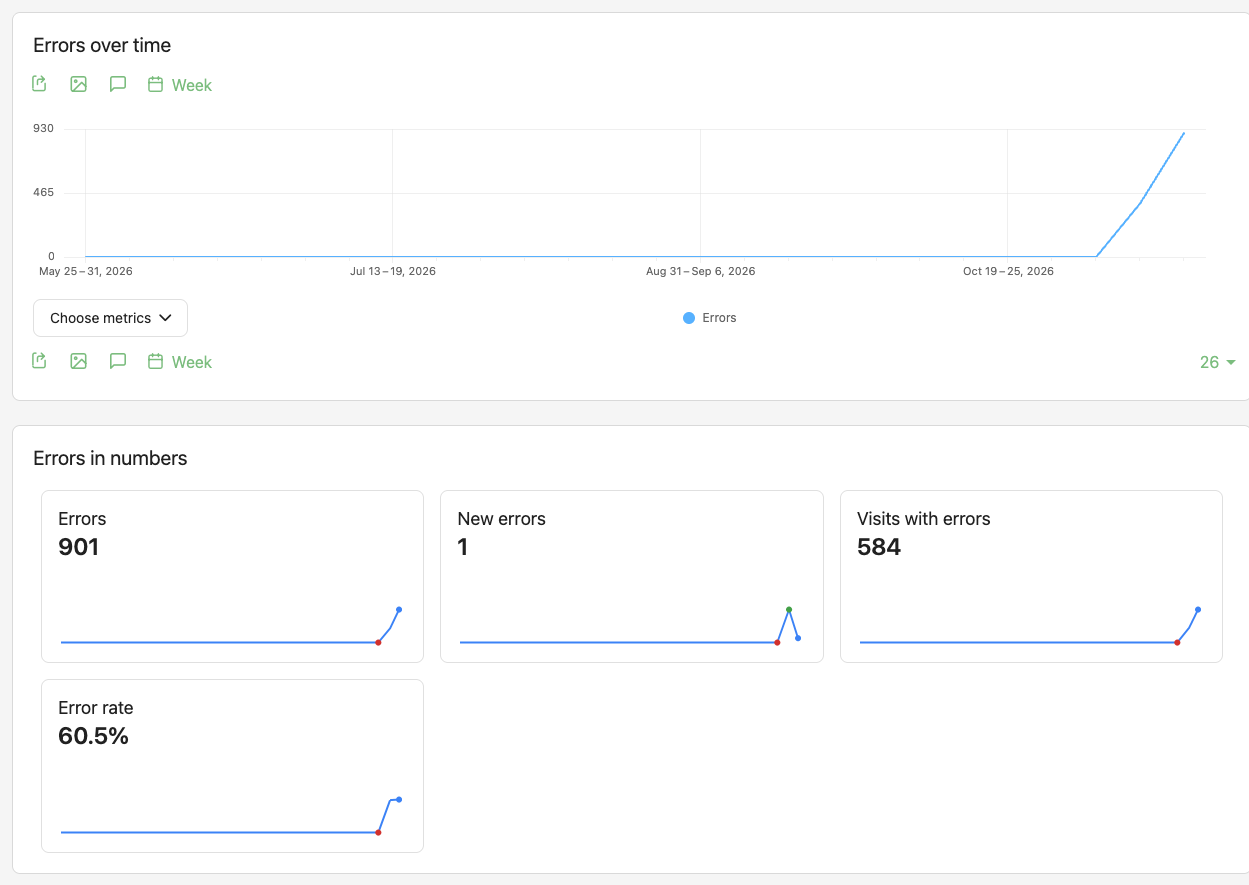 Errors over time
Week
930
465
0
May 25 – 31, 2026 Jul 13 – 19, 2026 Aug 31 – Sep 6, 2026 Oct 19 – 25, 2026
Choose metrics
Errors
Week
26
Errors in numbers
Errors
901
New errors
1
Visits with errors
584
Error rate
60.5%